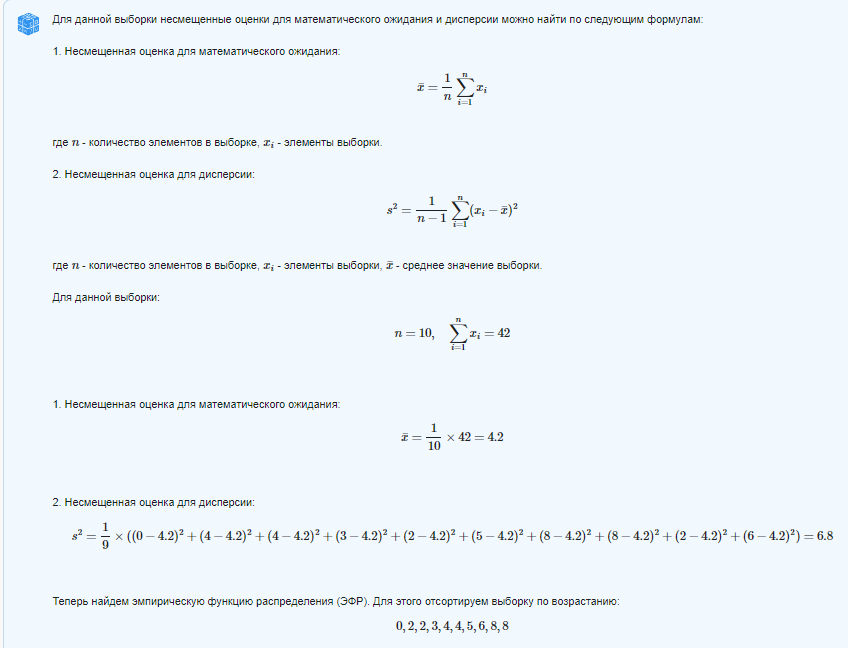 Для данной выборки несмещенные оценки для математического ожидания и дисперсии можно найти по следующим формулам:
1. Несмещенная оценка для математического ожидания:
x̄ = 1/n ∑_{i=1}^{n} x_i
где n - количество элементов в выборке, x_i - элементы выборки.
2. Несмещенная оценка для дисперсии:
s² = 1/(n − 1) ∑_{i=1}^{n} (x_i − x̄)²
где n - количество элементов в выборке, x_i - элементы выборки, x̄ - среднее значение выборки.
Для данной выборки:
n = 10, ∑_{i=1}^{n} x_i = 42
1. Несмещенная оценка для математического ожидания:
x̄ = 1/10 × 42 = 4.2
2. Несмещенная оценка для дисперсии:
s² = 1/9 × ((0 − 4.2)² + (4 − 4.2)² + (4 − 4.2)² + (3 − 4.2)² + (2 − 4.2)² + (5 − 4.2)² + (8 − 4.2)² + (8 − 4.2)² + (2 − 4.2)² + (6 − 4.2)²) = 6.8
Теперь найдем эмпирическую функцию распределения (ЭФР). Для этого отсортируем выборку по возрастанию:
0, 2, 2, 3, 4, 4, 5, 6, 8, 8